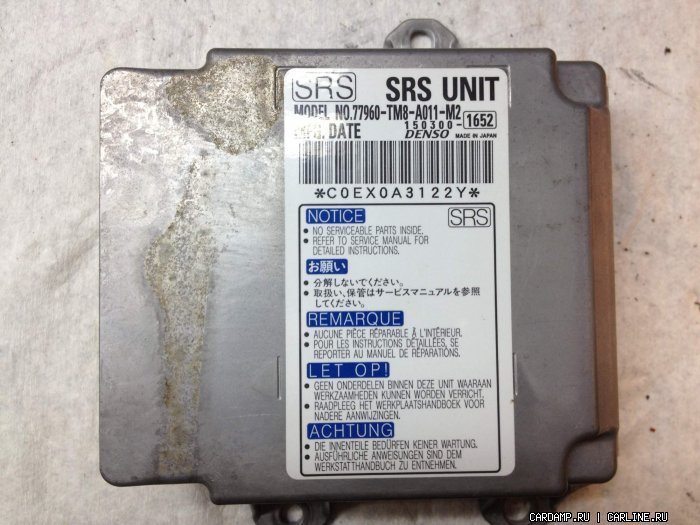 SRS SRS UNIT
MODEL NO.77960-TM8-A011-M2
DATE 150300-1652
DENSO MADE IN JAPAN
*C0EX0A3122Y*
NOTICE SRS
• NO SERVICEABLE PARTS INSIDE.
• REFER TO SERVICE MANUAL FOR
DETAILED INSTRUCTIONS.
お願い
• 分解しないでください。
• 取扱い、保管はサービスマニュアルを参照
してください。
REMARQUE
• AUCUNE PIÈCE RÉPARABLE À L'INTÉRIEUR.
• POUR LES INSTRUCTIONS DÉTAILLÉES, SE
REPORTER AU MANUEL DE RÉPARATIONS.
LET OP!
• GEEN ONDERDELEN BINNEN DEZE UNIT WAARAAN
WERKZAAMHEDEN KUNNEN WORDEN VERRICHT.
• RAADPLEEG HET WERKPLAATSHANDBOEK VOOR
NADERE AANWIJZINGEN.
ACHTUNG
• DIE INNENTEILE BEDÜRFEN KEINER WARTUNG.
• AUSFÜHRLICHE ANWEISUNGEN SIND DEM
WERKSTATTHANDBUCH ZU ENTNEHMEN.
CARDAMP.RU | CARLINE.RU